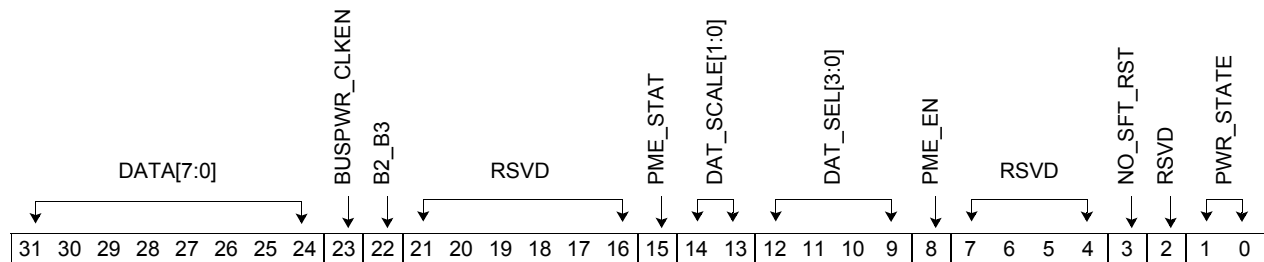 DATA[7:0]
BUSPWR_CLKEN
B2_B3
RSVD
PME_STAT
DAT_SCALE[1:0]
DAT_SEL[3:0]
PME_EN
RSVD
NO_SFT_RST
RSVD
PWR_STATE
31 30 29 28 27 26 25 24 23 22 21 20 19 18 17 16 15 14 13 12 11 10 9 8 7 6 5 4 3 2 1 0